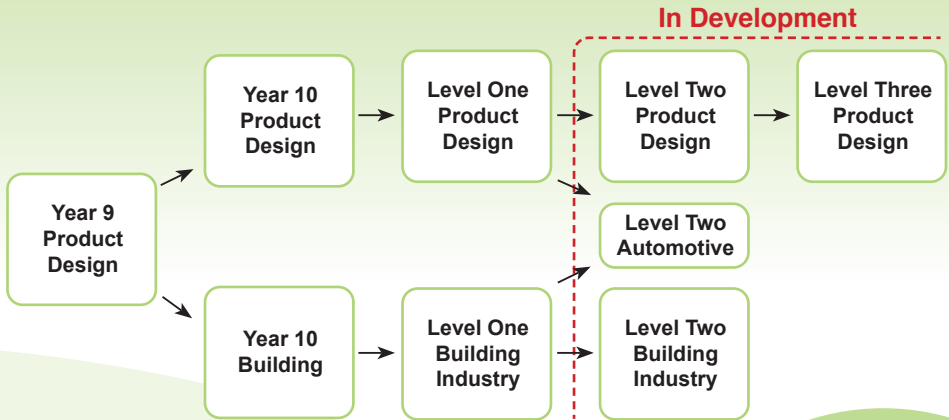 In Development
Year 9
Product
Design
Year 10
Product
Design
Level One
Product
Design
Level Two
Product
Design
Level Three
Product
Design
Level Two
Automotive
Year 10
Building
Level One
Building
Industry
Level Two
Building
Industry